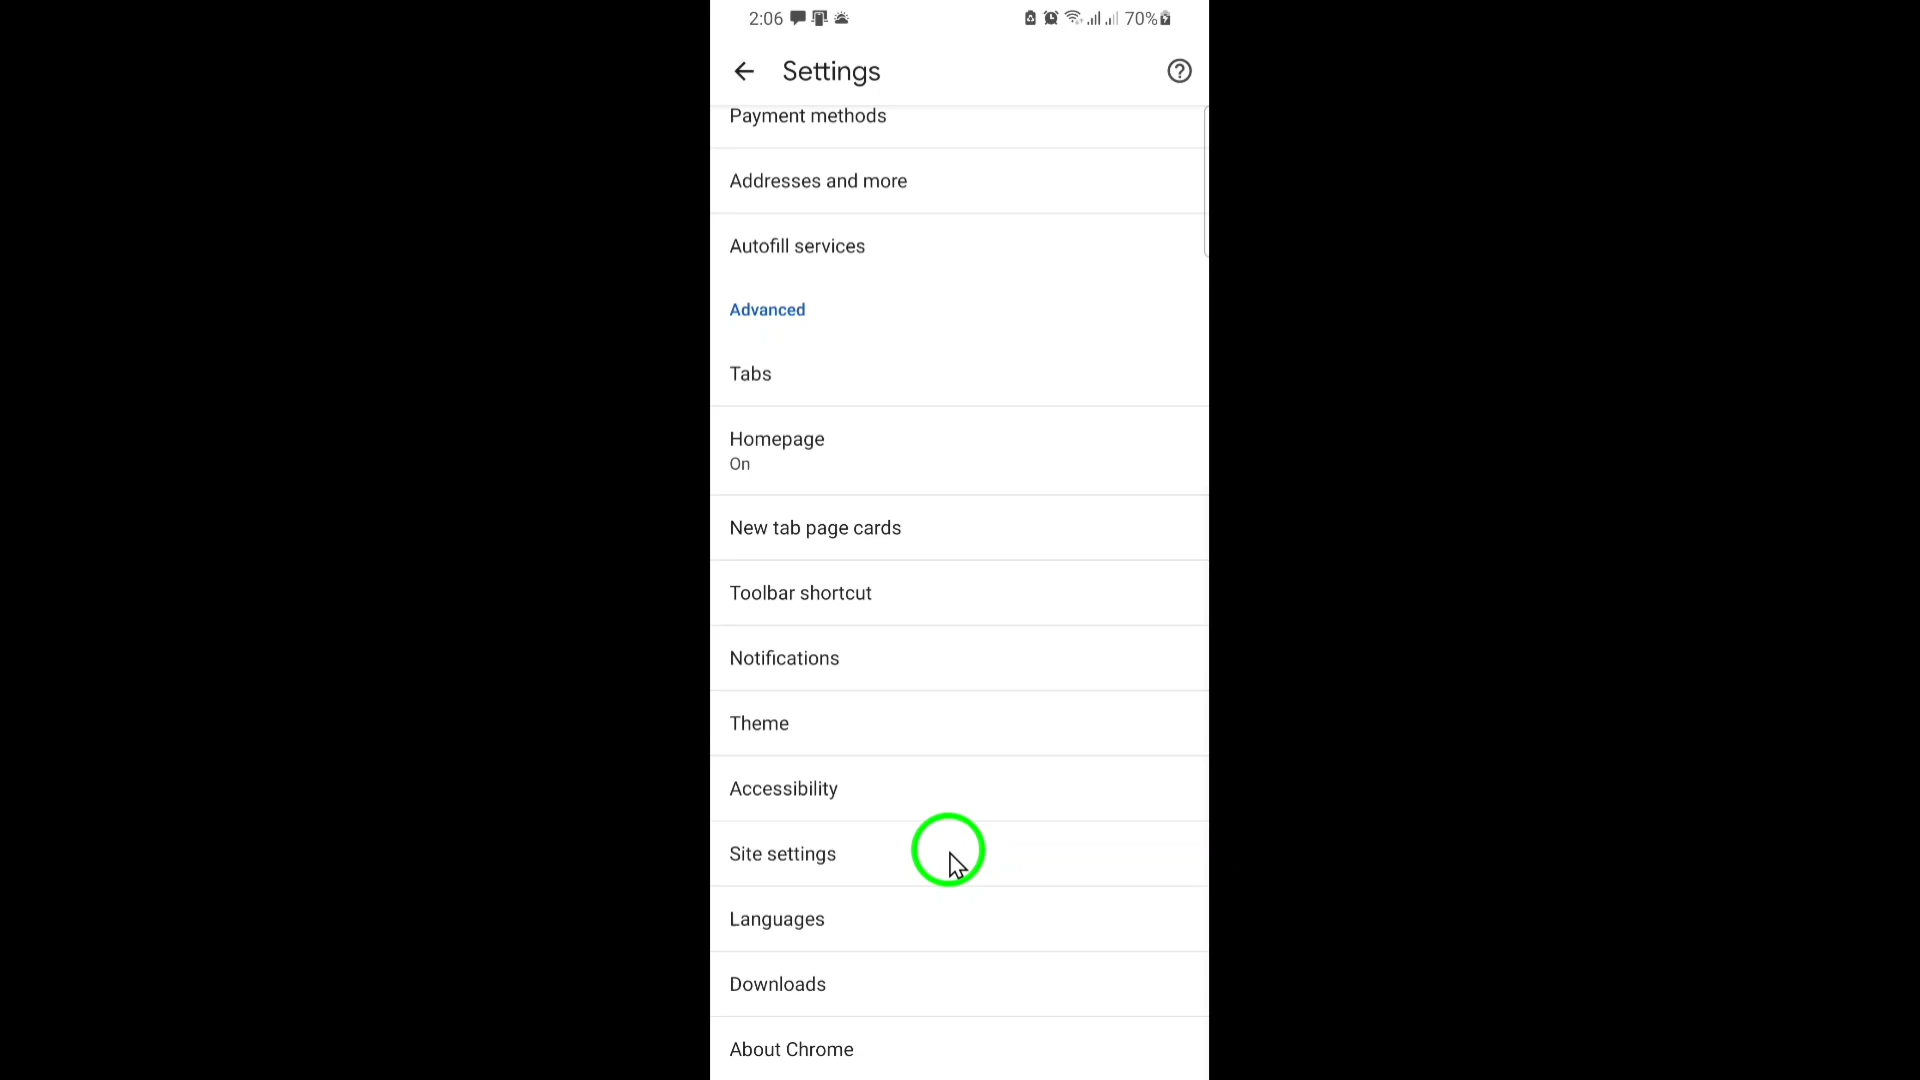 2:06
70%
Settings
Payment methods
Addresses and more
Autofill services
Advanced
Tabs
Homepage
On
New tab page cards
Toolbar shortcut
Notifications
Theme
Accessibility
Site settings
Languages
Downloads
About Chrome